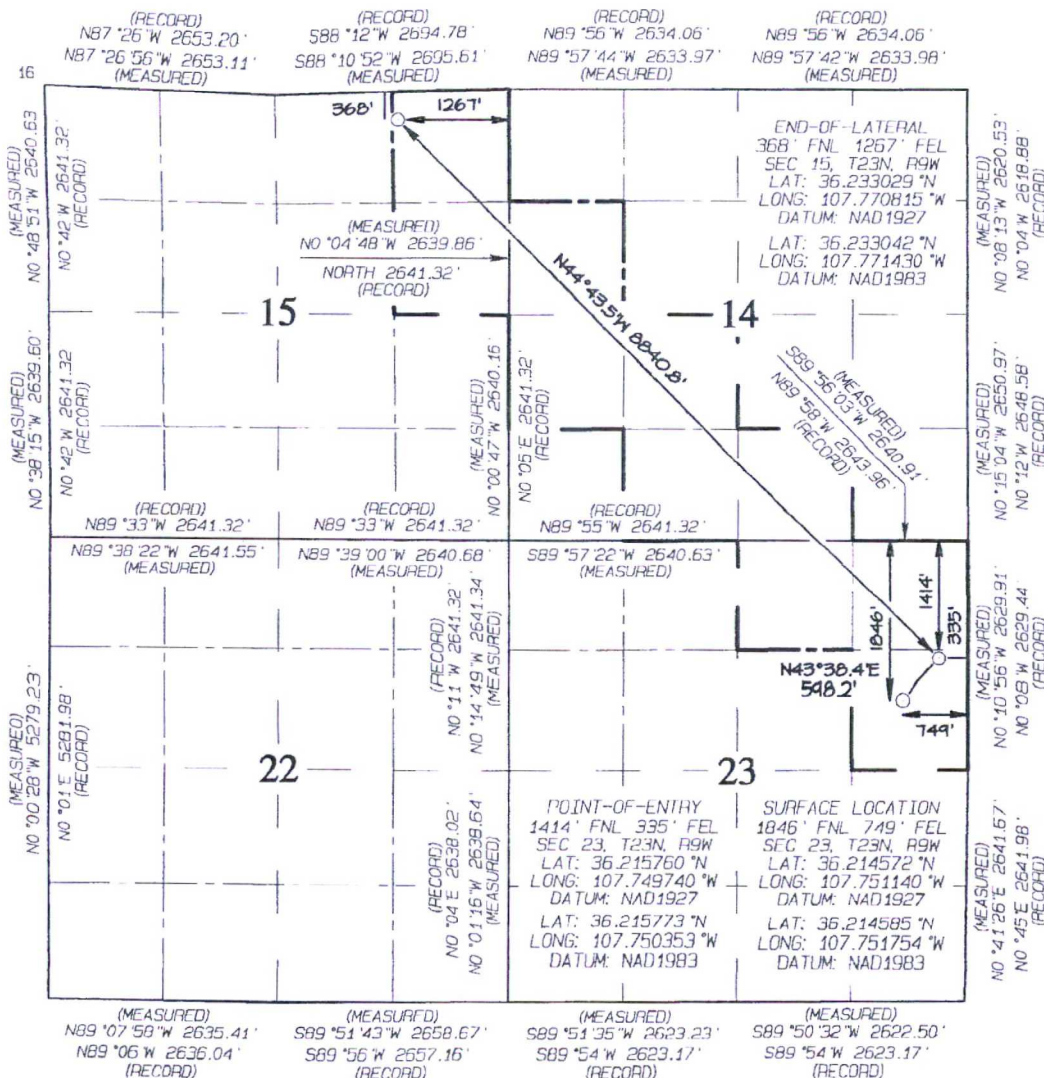 (RECORD)
N87°26'W 2653.20'
N87°26'56"W 2653.11'
(MEASURED)
(RECORD)
S88°12'W 2694.78'
S88°10'52"W 2695.61'
(MEASURED)
(RECORD)
N89°56'W 2634.06'
N89°57'44"W 2633.97'
(MEASURED)
(RECORD)
N89°56'W 2634.06'
N89°57'42"W 2633.98'
(MEASURED)
16
368'
1267'
END-OF-LATERAL
368' FNL 1267' FEL
SEC 15, T23N, R9W
LAT: 36.233029°N
LONG: 107.770815°W
DATUM: NAD1927
LAT: 36.233042°N
LONG: 107.771430°W
DATUM: NAD1983
(MEASURED)
N0°48'51"W 2640.63'
N0°42'W 2641.32'
(RECORD)
(MEASURED)
N0°04'48"W 2639.86'
NORTH 2641.32'
(RECORD)
(MEASURED)
N0°08'13"W 2620.53'
N0°04'W 2618.88'
(RECORD)
15
14
N44°43.5'W 8840.8'
(MEASURED)
N0°38'15"W 2639.60'
N0°42'W 2641.32'
(RECORD)
(MEASURED)
N0°00'47"W 2640.16'
N0°05'E 2641.32'
(RECORD)
(MEASURED)
S89°56'03"W 2640.91'
N89°58'W 2643.96'
(RECORD)
(MEASURED)
N0°15'04"W 2650.97'
N0°12'W 2648.58'
(RECORD)
(RECORD)
N89°33'W 2641.32'
N89°38'22"W 2641.55'
(MEASURED)
(RECORD)
N89°33'W 2641.32'
N89°39'00"W 2640.68'
(MEASURED)
(RECORD)
N89°55'W 2641.32'
S89°57'22"W 2640.63'
(MEASURED)
1846'
1414'
335'
N43°38.4'E
598.2'
749'
(RECORD)
N0°11'W 2641.32'
N0°14'49"W 2641.34'
(MEASURED)
(MEASURED)
N0°10'56"W 2629.91'
N0°08'W 2629.44'
(RECORD)
(MEASURED)
N0°00'28"W 5279.23'
N0°01'E 5281.98'
(RECORD)
22
23
POINT-OF-ENTRY
1414' FNL 335' FEL
SEC 23, T23N, R9W
LAT: 36.215760°N
LONG: 107.749740°W
DATUM: NAD1927
LAT: 36.215773°N
LONG: 107.750353°W
DATUM: NAD1983
SURFACE LOCATION
1846' FNL 749' FEL
SEC 23, T23N, R9W
LAT: 36.214572°N
LONG: 107.751140°W
DATUM: NAD1927
LAT: 36.214585°N
LONG: 107.751754°W
DATUM: NAD1983
(RECORD)
N0°04'E 2638.02'
N0°01'16"W 2638.64'
(MEASURED)
(MEASURED)
N0°41'26"E 2641.67'
N0°45'E 2641.98'
(RECORD)
(MEASURED)
N89°07'58"W 2635.41'
N89°06'W 2636.04'
(RECORD)
(MEASURED)
S89°51'43"W 2658.67'
S89°56'W 2657.16'
(RECORD)
(MEASURED)
S89°51'35"W 2623.23'
S89°54'W 2623.17'
(RECORD)
(MEASURED)
S89°50'32"W 2622.50'
S89°54'W 2623.17'
(RECORD)